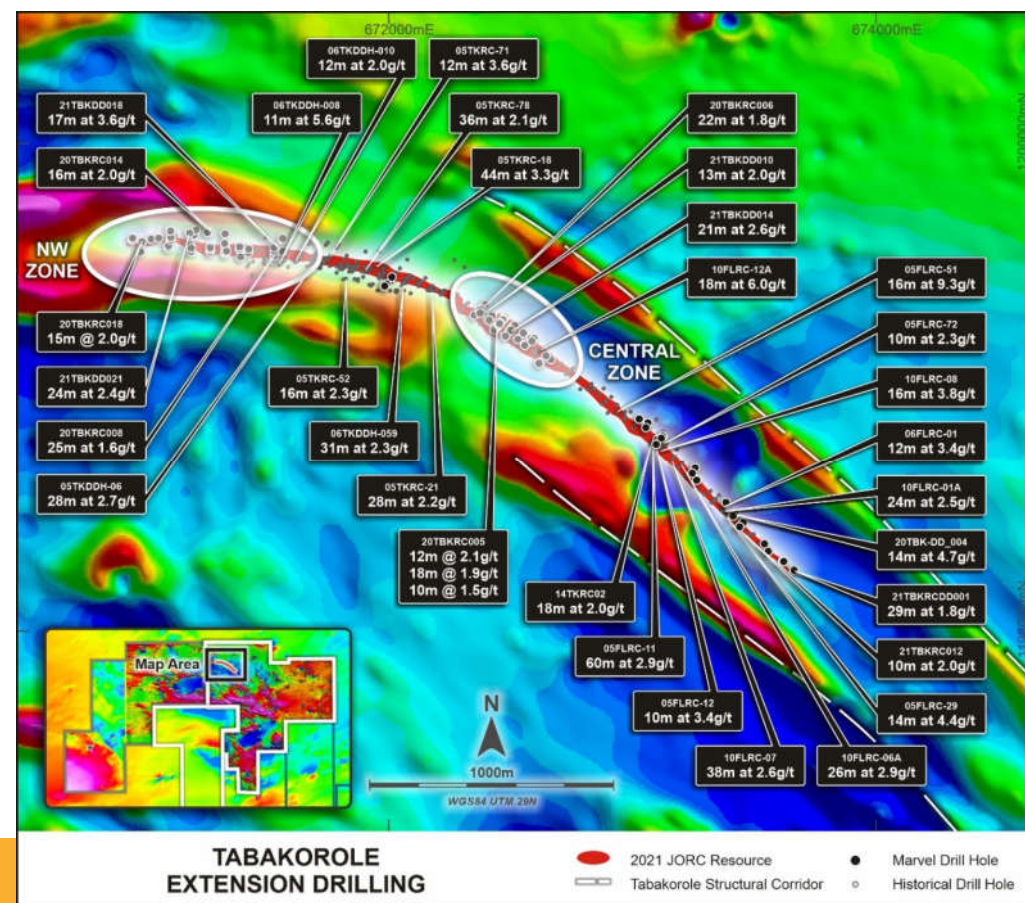 672000mE
674000mE
06TKDDH-010
12m at 2.0g/t
05TKRC-71
12m at 3.6g/t
21TBKDD018
17m at 3.6g/t
06TKDDH-008
11m at 5.6g/t
05TKRC-78
36m at 2.1g/t
20TBKRC006
22m at 1.8g/t
20TBKRC014
16m at 2.0g/t
05TKRC-18
44m at 3.3g/t
21TBKDD010
13m at 2.0g/t
21TBKDD014
21m at 2.6g/t
NW
ZONE
10FLRC-12A
18m at 6.0g/t
05FLRC-51
16m at 9.3g/t
20TBKRC018
15m @ 2.0g/t
05FLRC-72
10m at 2.3g/t
CENTRAL
ZONE
21TBKDD021
24m at 2.4g/t
05TKRC-52
16m at 2.3g/t
10FLRC-08
16m at 3.8g/t
20TBKRC008
25m at 1.6g/t
06TKDDH-059
31m at 2.3g/t
06FLRC-01
12m at 3.4g/t
05TKDDH-06
28m at 2.7g/t
05TKRC-21
28m at 2.2g/t
10FLRC-01A
24m at 2.5g/t
20TBKRC005
12m @ 2.1g/t
18m @ 1.9g/t
10m @ 1.5g/t
20TBK-DD_004
14m at 4.7g/t
14TKRC02
18m at 2.0g/t
21TBKRCDD001
29m at 1.8g/t
05FLRC-11
60m at 2.9g/t
21TBKRC012
10m at 2.0g/t
05FLRC-12
10m at 3.4g/t
05FLRC-29
14m at 4.4g/t
10FLRC-07
38m at 2.6g/t
10FLRC-06A
26m at 2.9g/t
Map Area
N
1000m
WGS84 UTM 29N
TABAKOROLE
EXTENSION DRILLING
2021 JORC Resource
Tabakorole Structural Corridor
Marvel Drill Hole
Historical Drill Hole